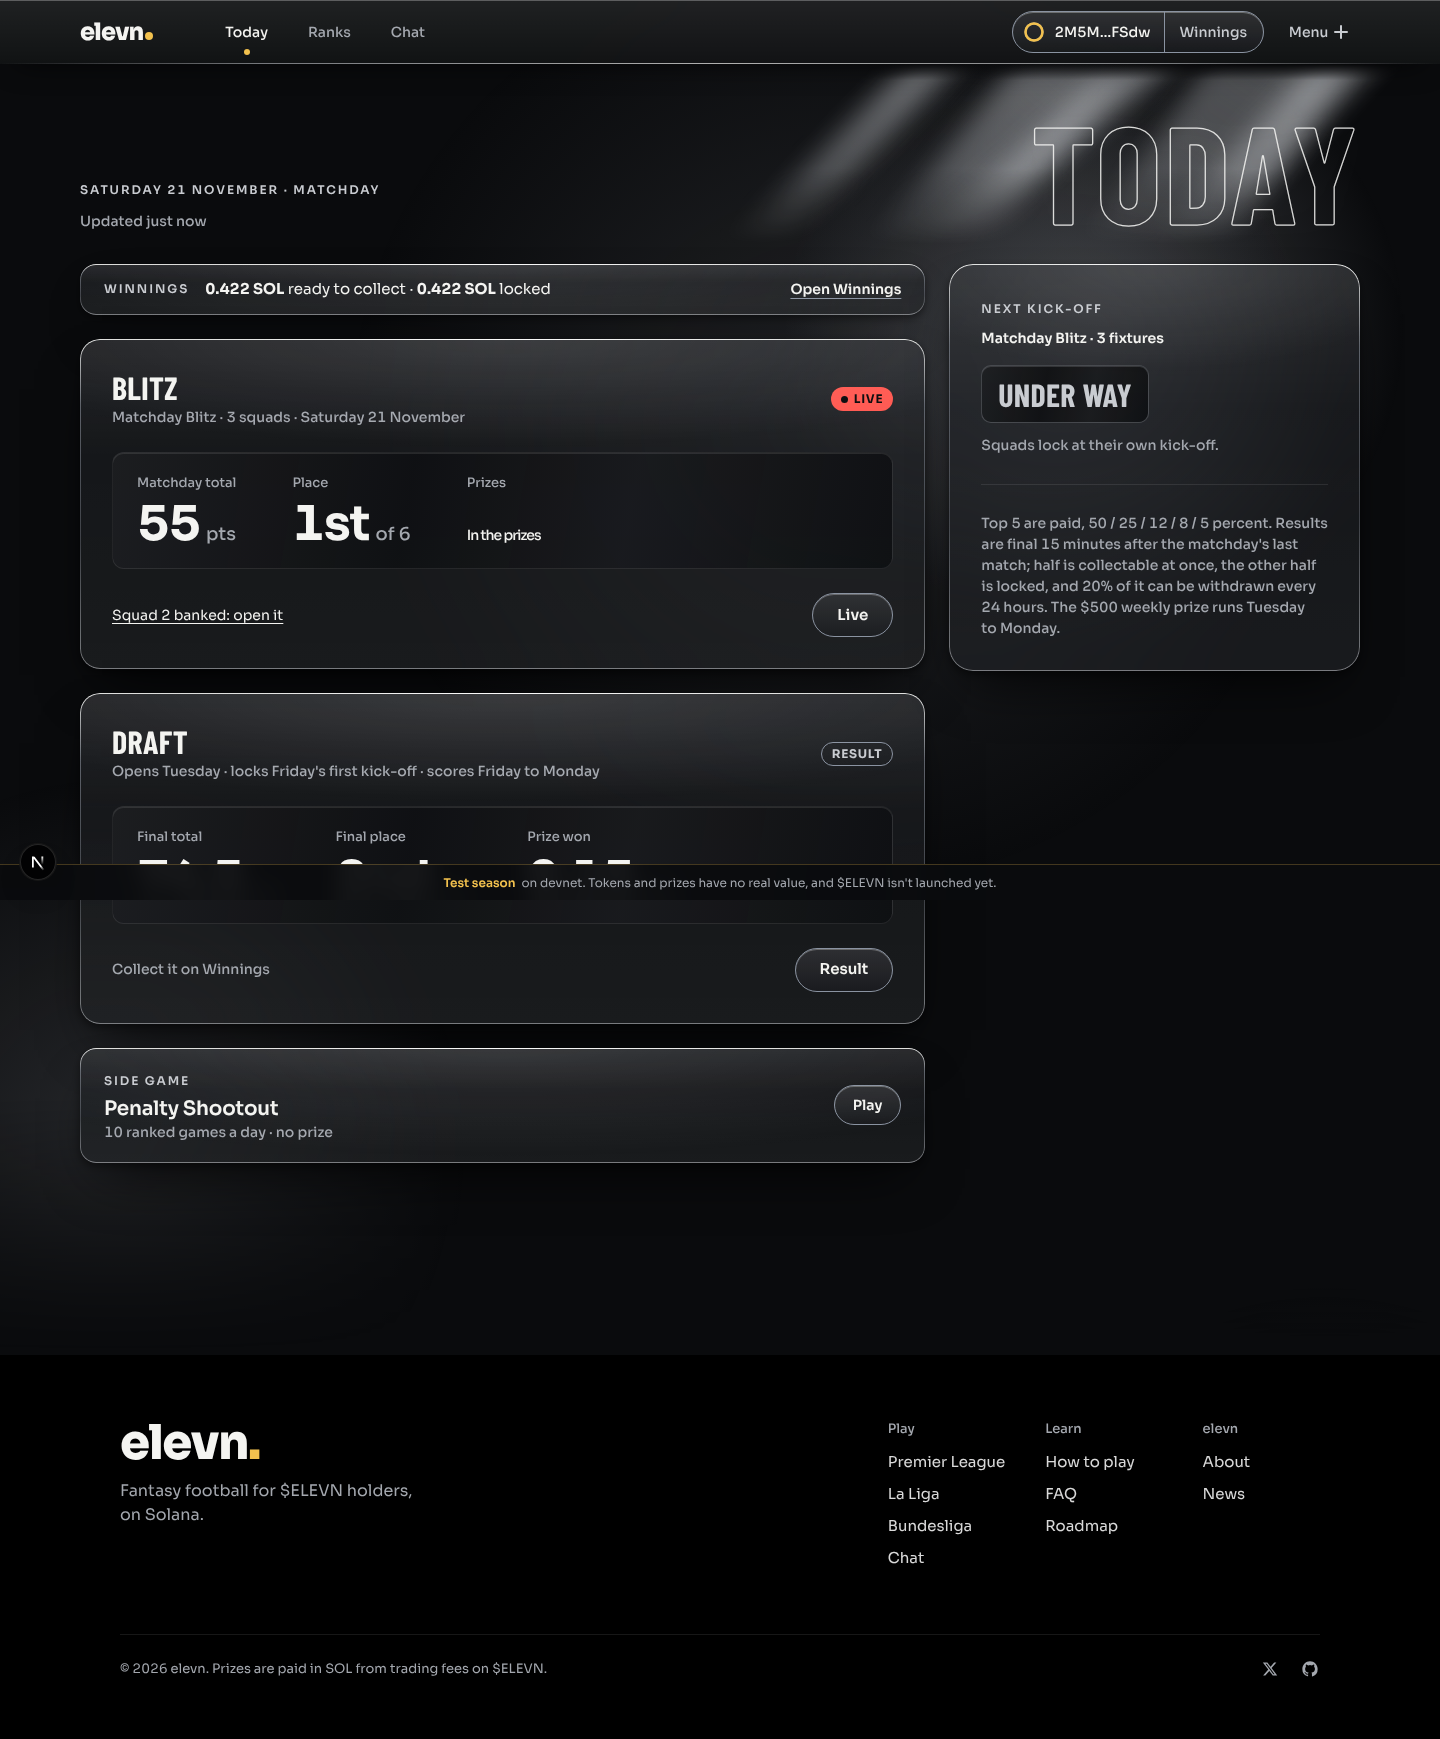 elevn.
Today
Ranks
Chat
2M5M...FSdw
Winnings
Menu
TODAY
SATURDAY 21 NOVEMBER · MATCHDAY
Updated just now
WINNINGS 0.422 SOL ready to collect · 0.422 SOL locked
Open Winnings
BLITZ
Matchday Blitz · 3 squads · Saturday 21 November
LIVE
Matchday total
55 pts
Place
1st of 6
Prizes
In the prizes
Squad 2 banked: open it
Live
NEXT KICK-OFF
Matchday Blitz · 3 fixtures
UNDER WAY
Squads lock at their own kick-off.
Top 5 are paid, 50 / 25 / 12 / 8 / 5 percent. Results
are final 15 minutes after the matchday's last
match; half is collectable at once, the other half
is locked, and 20% of it can be withdrawn every
24 hours. The $500 weekly prize runs Tuesday
to Monday.
DRAFT
Opens Tuesday · locks Friday's first kick-off · scores Friday to Monday
RESULT
Final total
Final place
Prize won
N
Test season on devnet. Tokens and prizes have no real value, and $ELEVN isn't launched yet.
Collect it on Winnings
Result
SIDE GAME
Penalty Shootout
10 ranked games a day · no prize
Play
elevn.
Fantasy football for $ELEVN holders,
on Solana.
Play
Premier League
La Liga
Bundesliga
Chat
Learn
How to play
FAQ
Roadmap
elevn
About
News
© 2026 elevn. Prizes are paid in SOL from trading fees on $ELEVN.